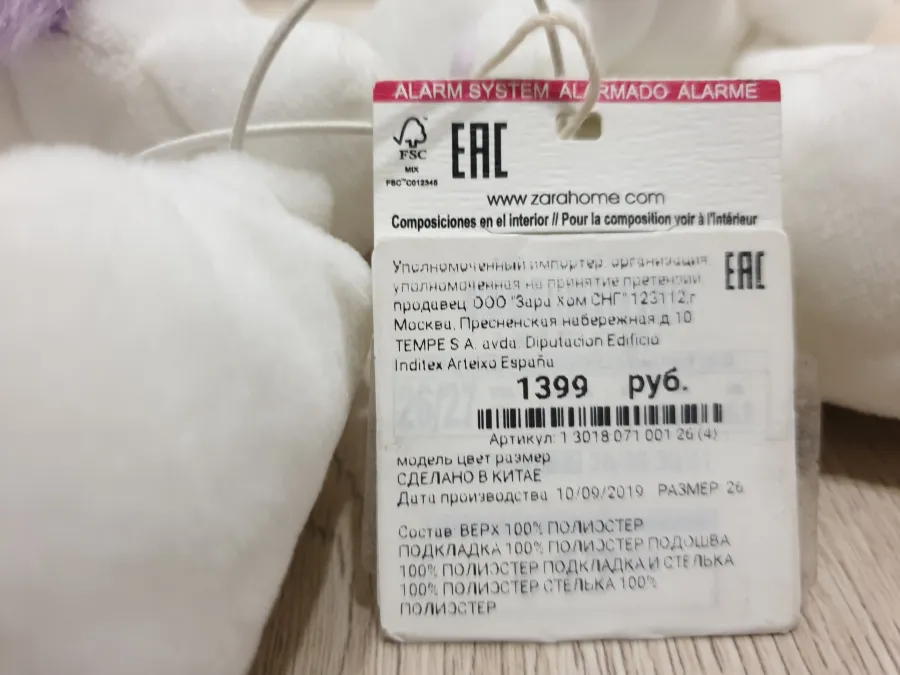 ALARM SYSTEM ALARMADO ALARME
FSC
MIX
FSC™C012345
EAC
www.zarahome.com
Composiciones en el interior // Pour la composition voir à l'intérieur
EAC
Уполномоченный импортер, организация,
уполномоченная на принятие претензий,
продавец ООО "Зара Хом СНГ" 123112,г
Москва, Пресненская набережная д.10
TEMPE S.A. avda. Diputacion Edificio
Inditex Arteixo España
1399 руб.
26/27
Артикул: 1 3018 071 001 26 (4)
модель цвет размер
СДЕЛАНО В КИТАЕ
Дата производства 10/09/2019 РАЗМЕР 26
Состав ВЕРХ 100% ПОЛИЭСТЕР
ПОДКЛАДКА 100% ПОЛИЭСТЕР ПОДОШВА
100% ПОЛИЭСТЕР ПОДКЛАДКА И СТЕЛЬКА
100% ПОЛИЭСТЕР СТЕЛЬКА 100%
ПОЛИЭСТЕР